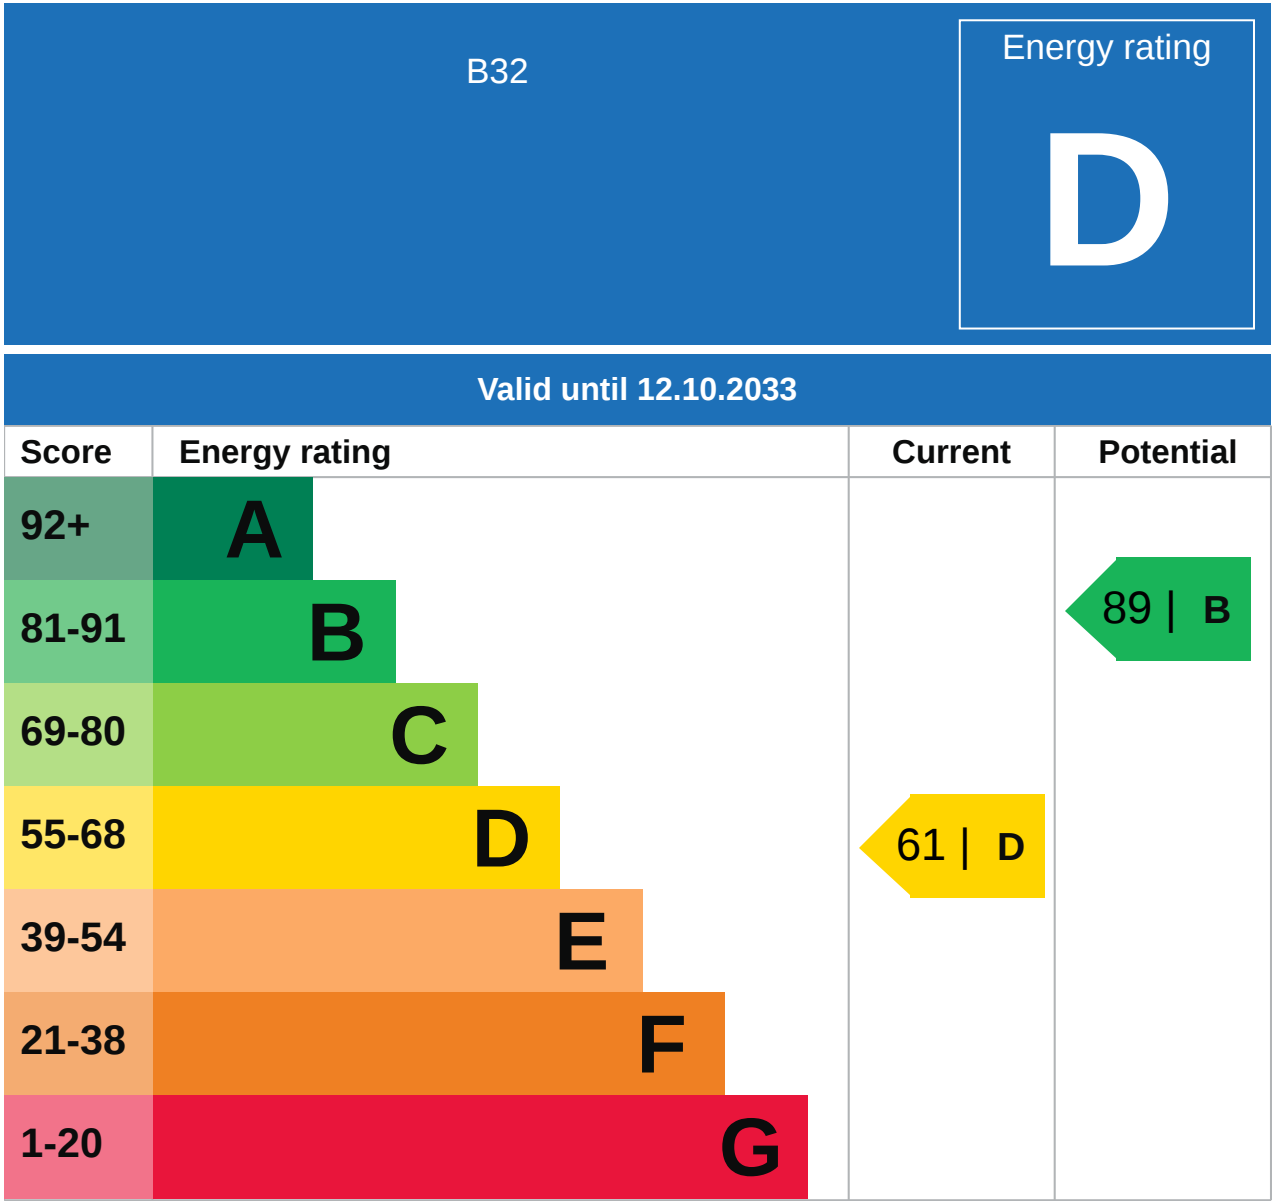 B32
Energy rating
D
Valid until 12.10.2033
Score Energy rating Current Potential
92+ A
81-91 B 89 | B
69-80 C
55-68 D 61 | D
39-54 E
21-38 F
1-20 G